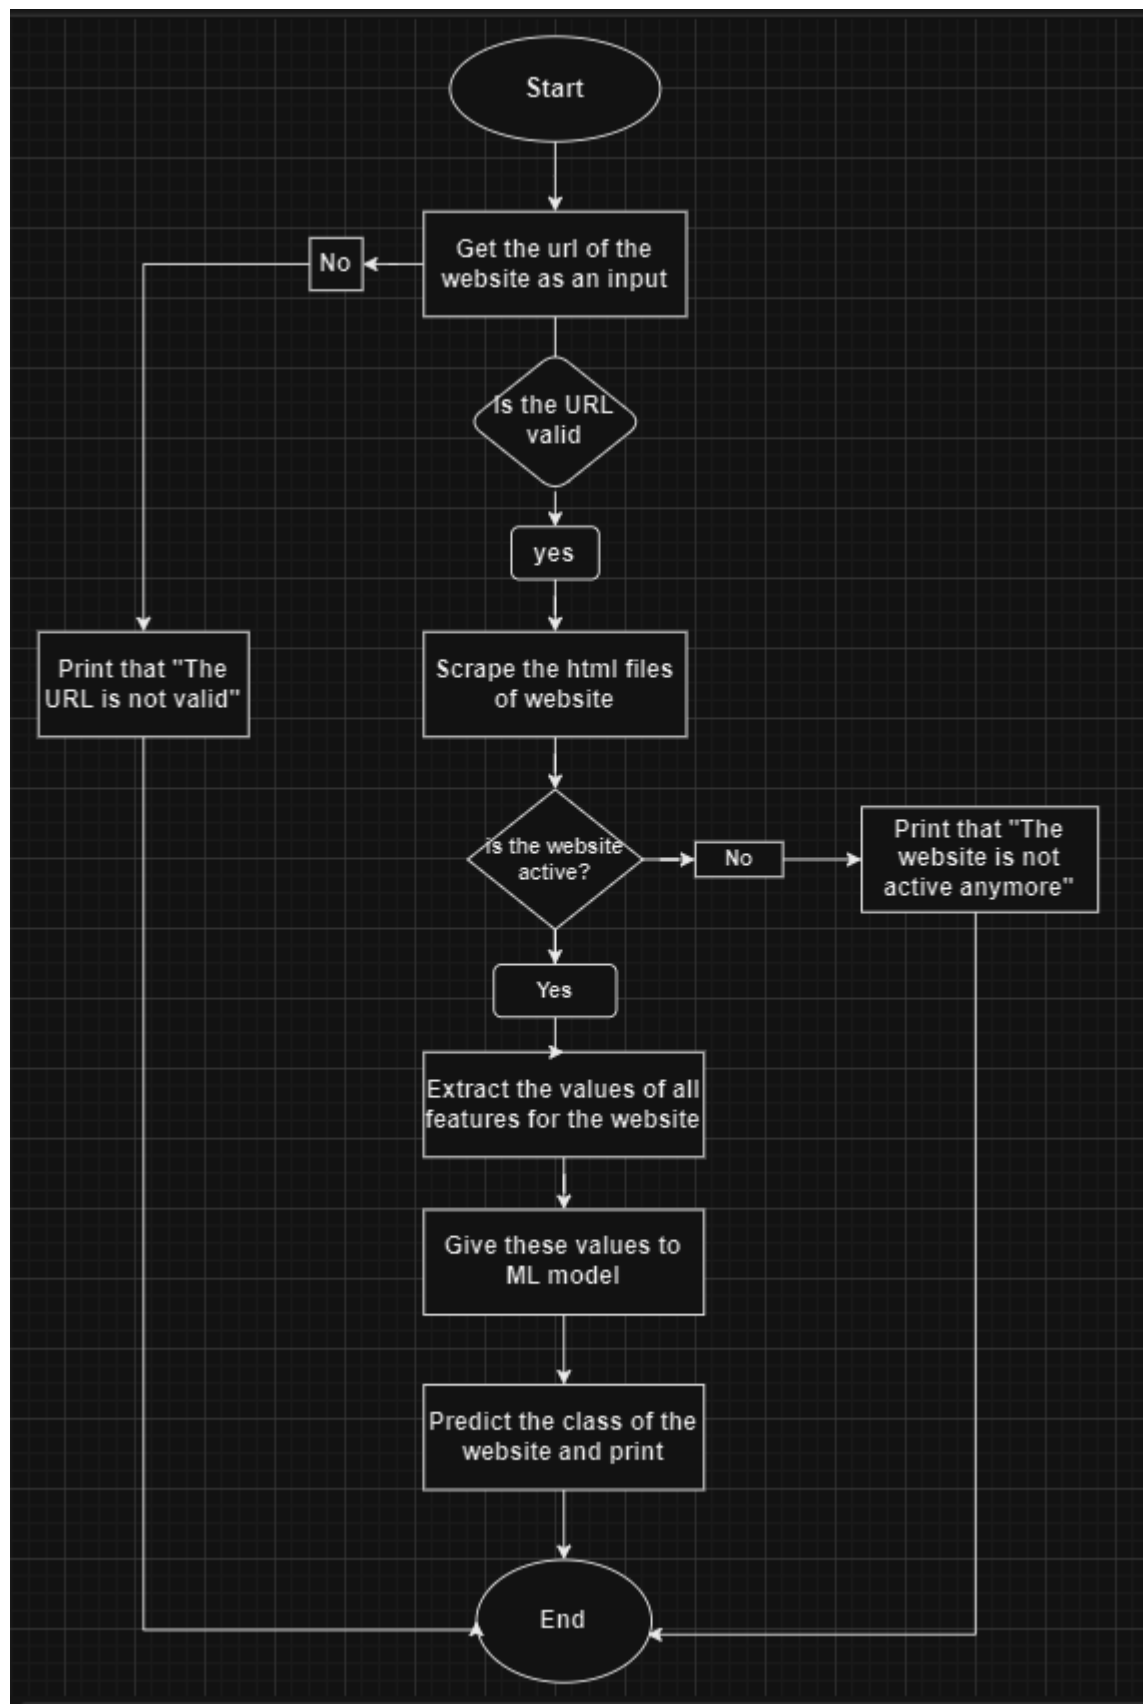 Start
Get the url of the
website as an input
No
Is the URL
valid
yes
Print that "The
URL is not valid"
Scrape the html files
of website
is the website
active?
No
Print that "The
website is not
active anymore"
Yes
Extract the values of all
features for the website
Give these values to
ML model
Predict the class of the
website and print
End